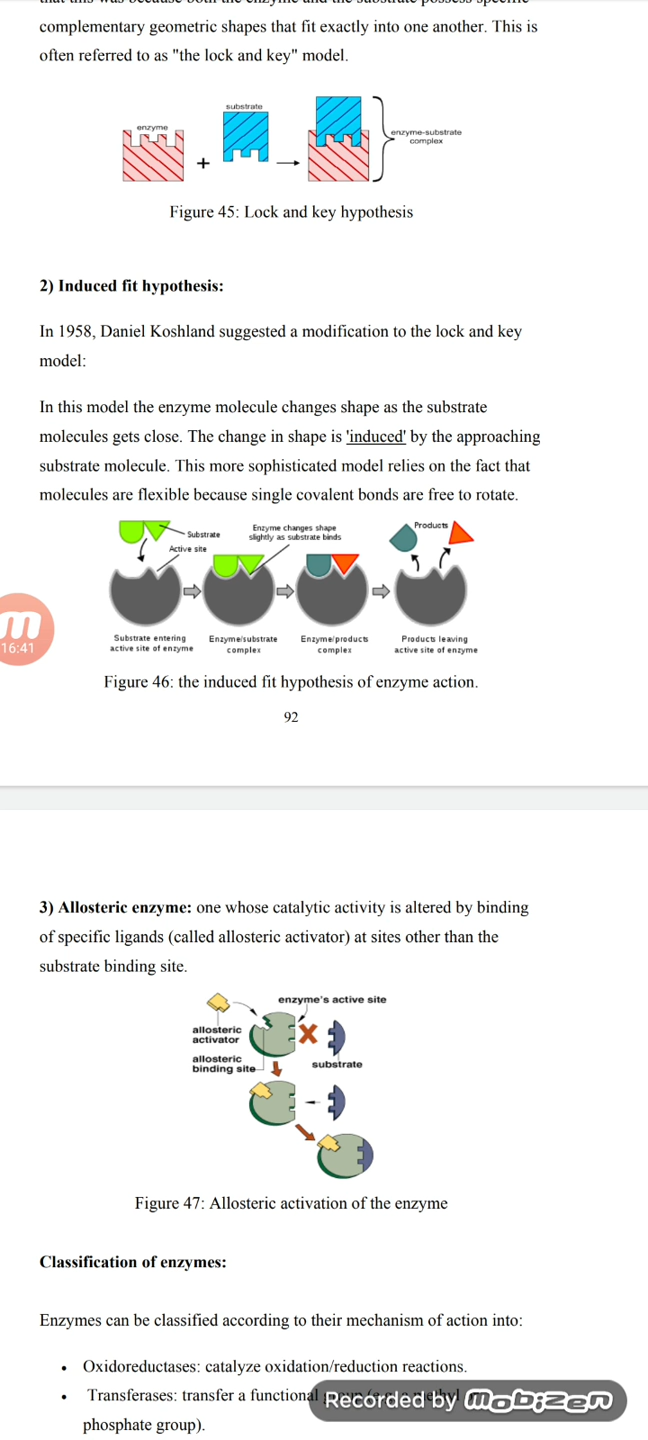 complementary geometric shapes that fit exactly into one another. This is
often referred to as "the lock and key" model.
enzyme
substrate
+
enzyme-substrate
complex
Figure 45: Lock and key hypothesis
2) Induced fit hypothesis:
In 1958, Daniel Koshland suggested a modification to the lock and key
model:
In this model the enzyme molecule changes shape as the substrate
molecules gets close. The change in shape is 'induced' by the approaching
substrate molecule. This more sophisticated model relies on the fact that
molecules are flexible because single covalent bonds are free to rotate.
Substrate
Active site
Enzyme changes shape
slightly as substrate binds
Products
Substrate entering
active site of enzyme
Enzyme/substrate
complex
Enzyme/products
complex
Products leaving
active site of enzyme
16:41
Figure 46: the induced fit hypothesis of enzyme action.
92
3) Allosteric enzyme: one whose catalytic activity is altered by binding
of specific ligands (called allosteric activator) at sites other than the
substrate binding site.
enzyme's active site
allosteric
activator
allosteric
binding site
substrate
Figure 47: Allosteric activation of the enzyme
Classification of enzymes:
Enzymes can be classified according to their mechanism of action into:
• Oxidoreductases: catalyze oxidation/reduction reactions.
• Transferases: transfer a functional
phosphate group).
Recorded by mobizen